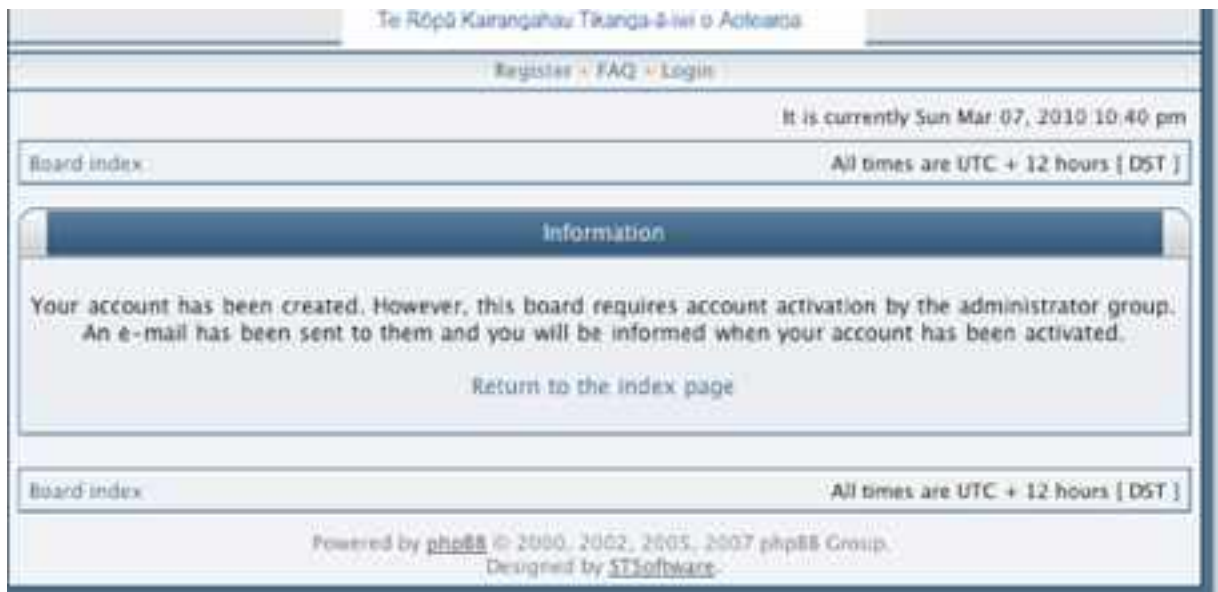 Te Rōpū Kairangahau Tikanga-ā-iwi o Aotearoa
Register - FAQ - Login
It is currently Sun Mar 07, 2010 10:40 pm
Board index
All times are UTC + 12 hours [ DST ]
Information
Your account has been created. However, this board requires account activation by the administrator group.
An e-mail has been sent to them and you will be informed when your account has been activated.
Return to the index page
Board index
All times are UTC + 12 hours [ DST ]
Powered by phpBB © 2000, 2002, 2005, 2007 phpBB Group.
Designed by STSoftware.